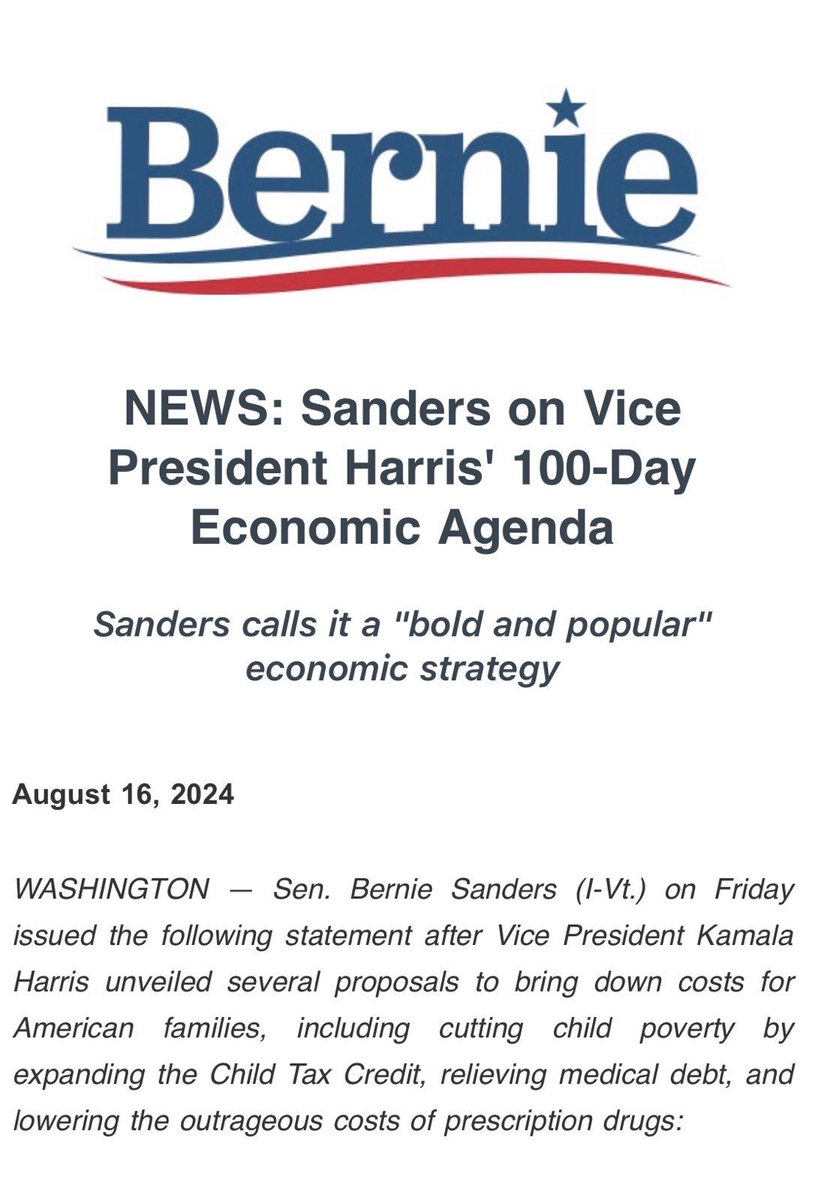 Bernie
NEWS: Sanders on Vice
President Harris' 100-Day
Economic Agenda
Sanders calls it a "bold and popular"
economic strategy
August 16, 2024
WASHINGTON — Sen. Bernie Sanders (I-Vt.) on Friday
issued the following statement after Vice President Kamala
Harris unveiled several proposals to bring down costs for
American families, including cutting child poverty by
expanding the Child Tax Credit, relieving medical debt, and
lowering the outrageous costs of prescription drugs: